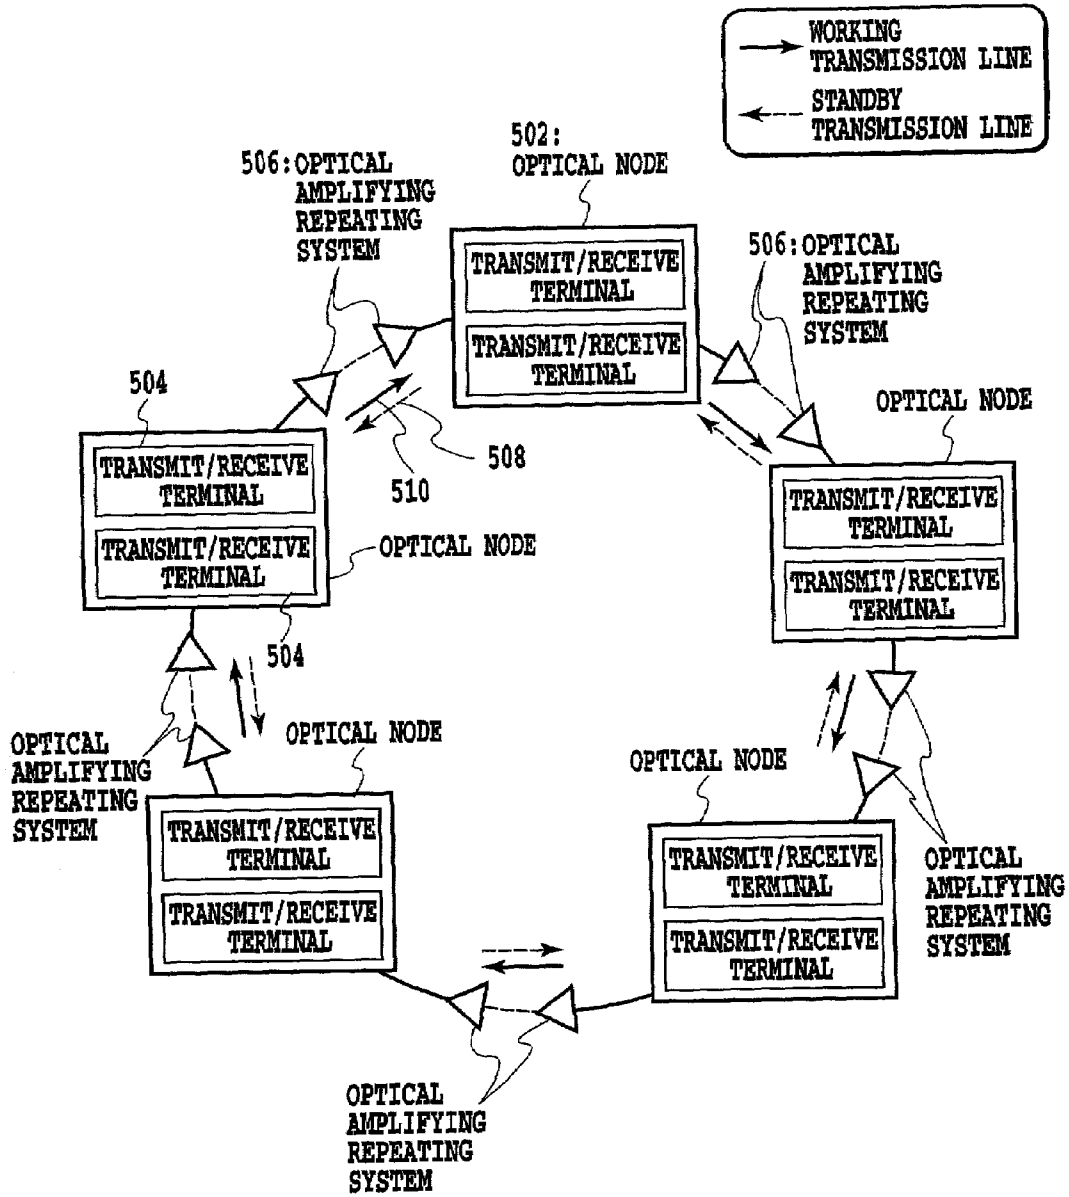 WORKING
TRANSMISSION LINE
STANDBY
TRANSMISSION LINE
502:
OPTICAL NODE
506:OPTICAL
AMPLIFYING
REPEATING
SYSTEM
TRANSMIT/RECEIVE
TERMINAL
TRANSMIT/RECEIVE
TERMINAL
506:OPTICAL
AMPLIFYING
REPEATING
SYSTEM
504
OPTICAL NODE
508
510
TRANSMIT/RECEIVE
TERMINAL
TRANSMIT/RECEIVE
TERMINAL
OPTICAL NODE
504
TRANSMIT/RECEIVE
TERMINAL
TRANSMIT/RECEIVE
TERMINAL
OPTICAL
AMPLIFYING
REPEATING
SYSTEM
OPTICAL NODE
OPTICAL NODE
TRANSMIT/RECEIVE
TERMINAL
TRANSMIT/RECEIVE
TERMINAL
TRANSMIT/RECEIVE
TERMINAL
TRANSMIT/RECEIVE
TERMINAL
OPTICAL
AMPLIFYING
REPEATING
SYSTEM
OPTICAL
AMPLIFYING
REPEATING
SYSTEM